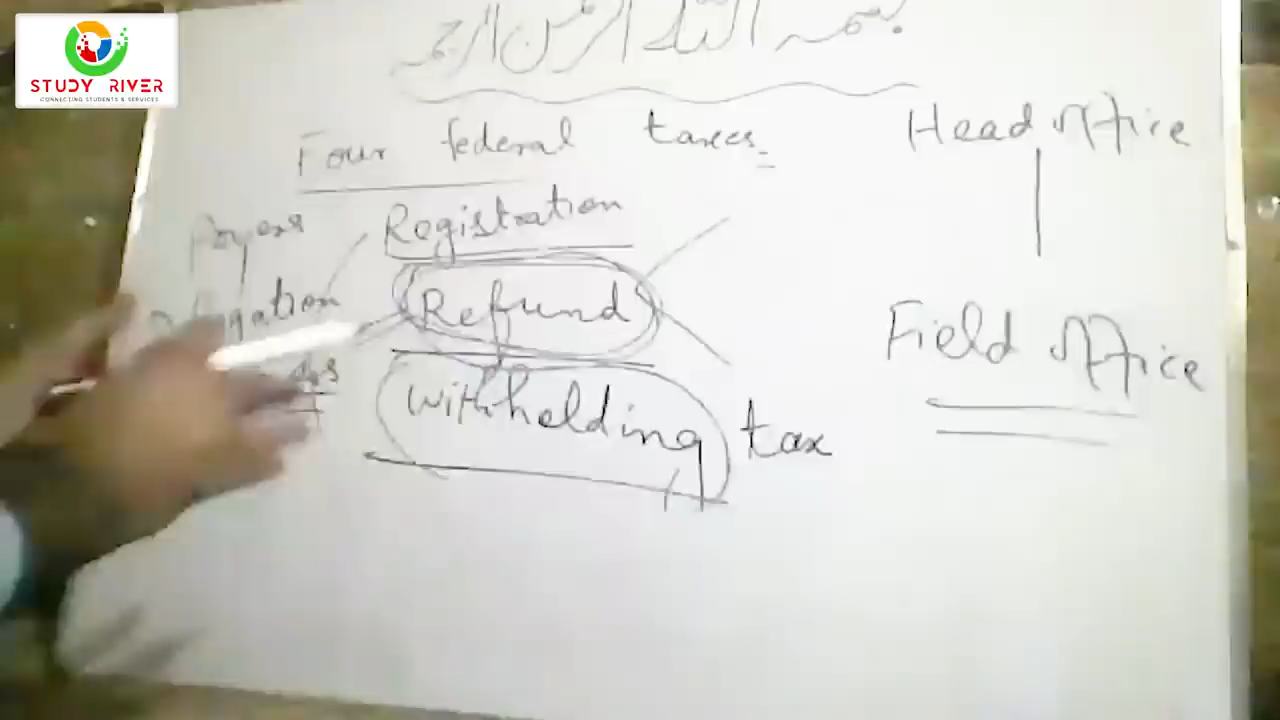 STUDY RIVER
CONNECTING STUDENTS & SERVICES
بسم اللہ الرحمن الرحیم
Four federal taxes
Head office
Registration
Refund
Field office
withholding tax